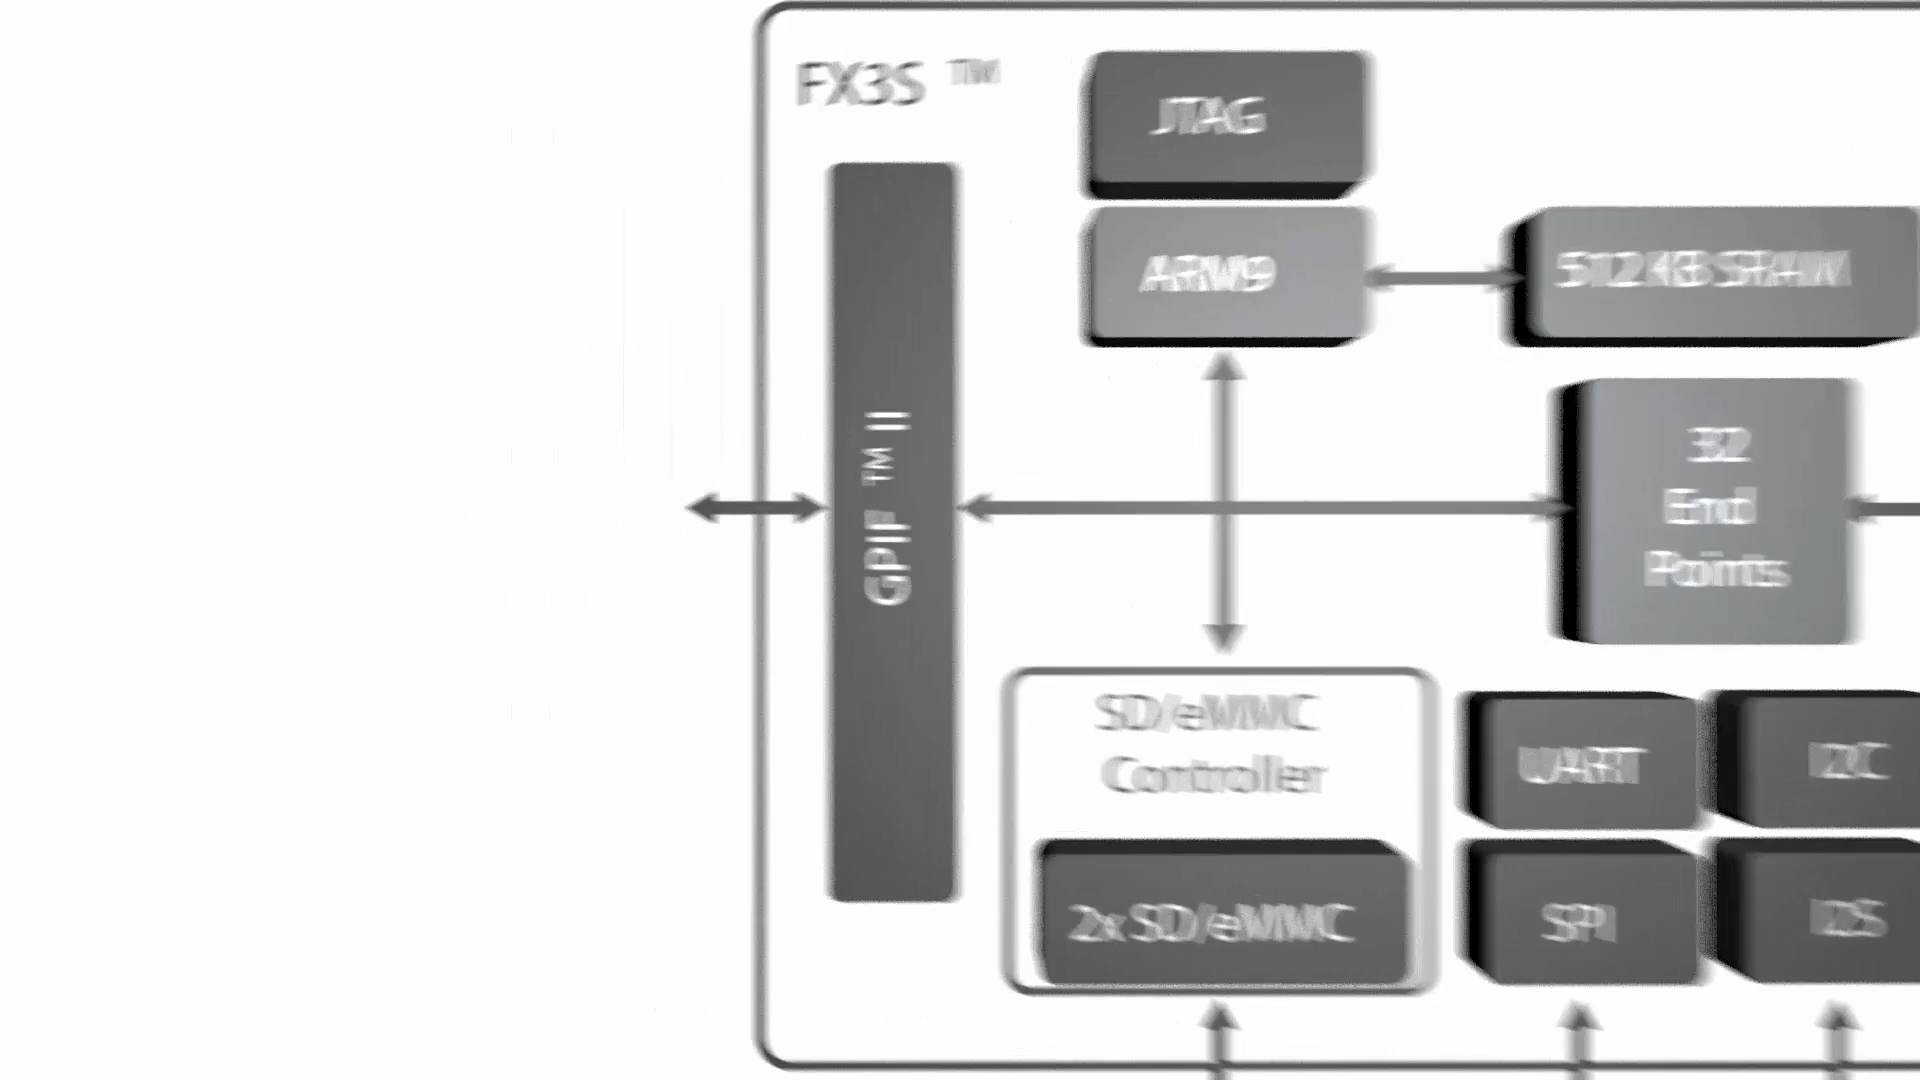 FX3S ™
JTAG
ARM9
512 KB SRAM
GPIF ™ II
32
End
Points
SD/eMMC
Controller
2x SD/eMMC
UART
I2C
SPI
I2S